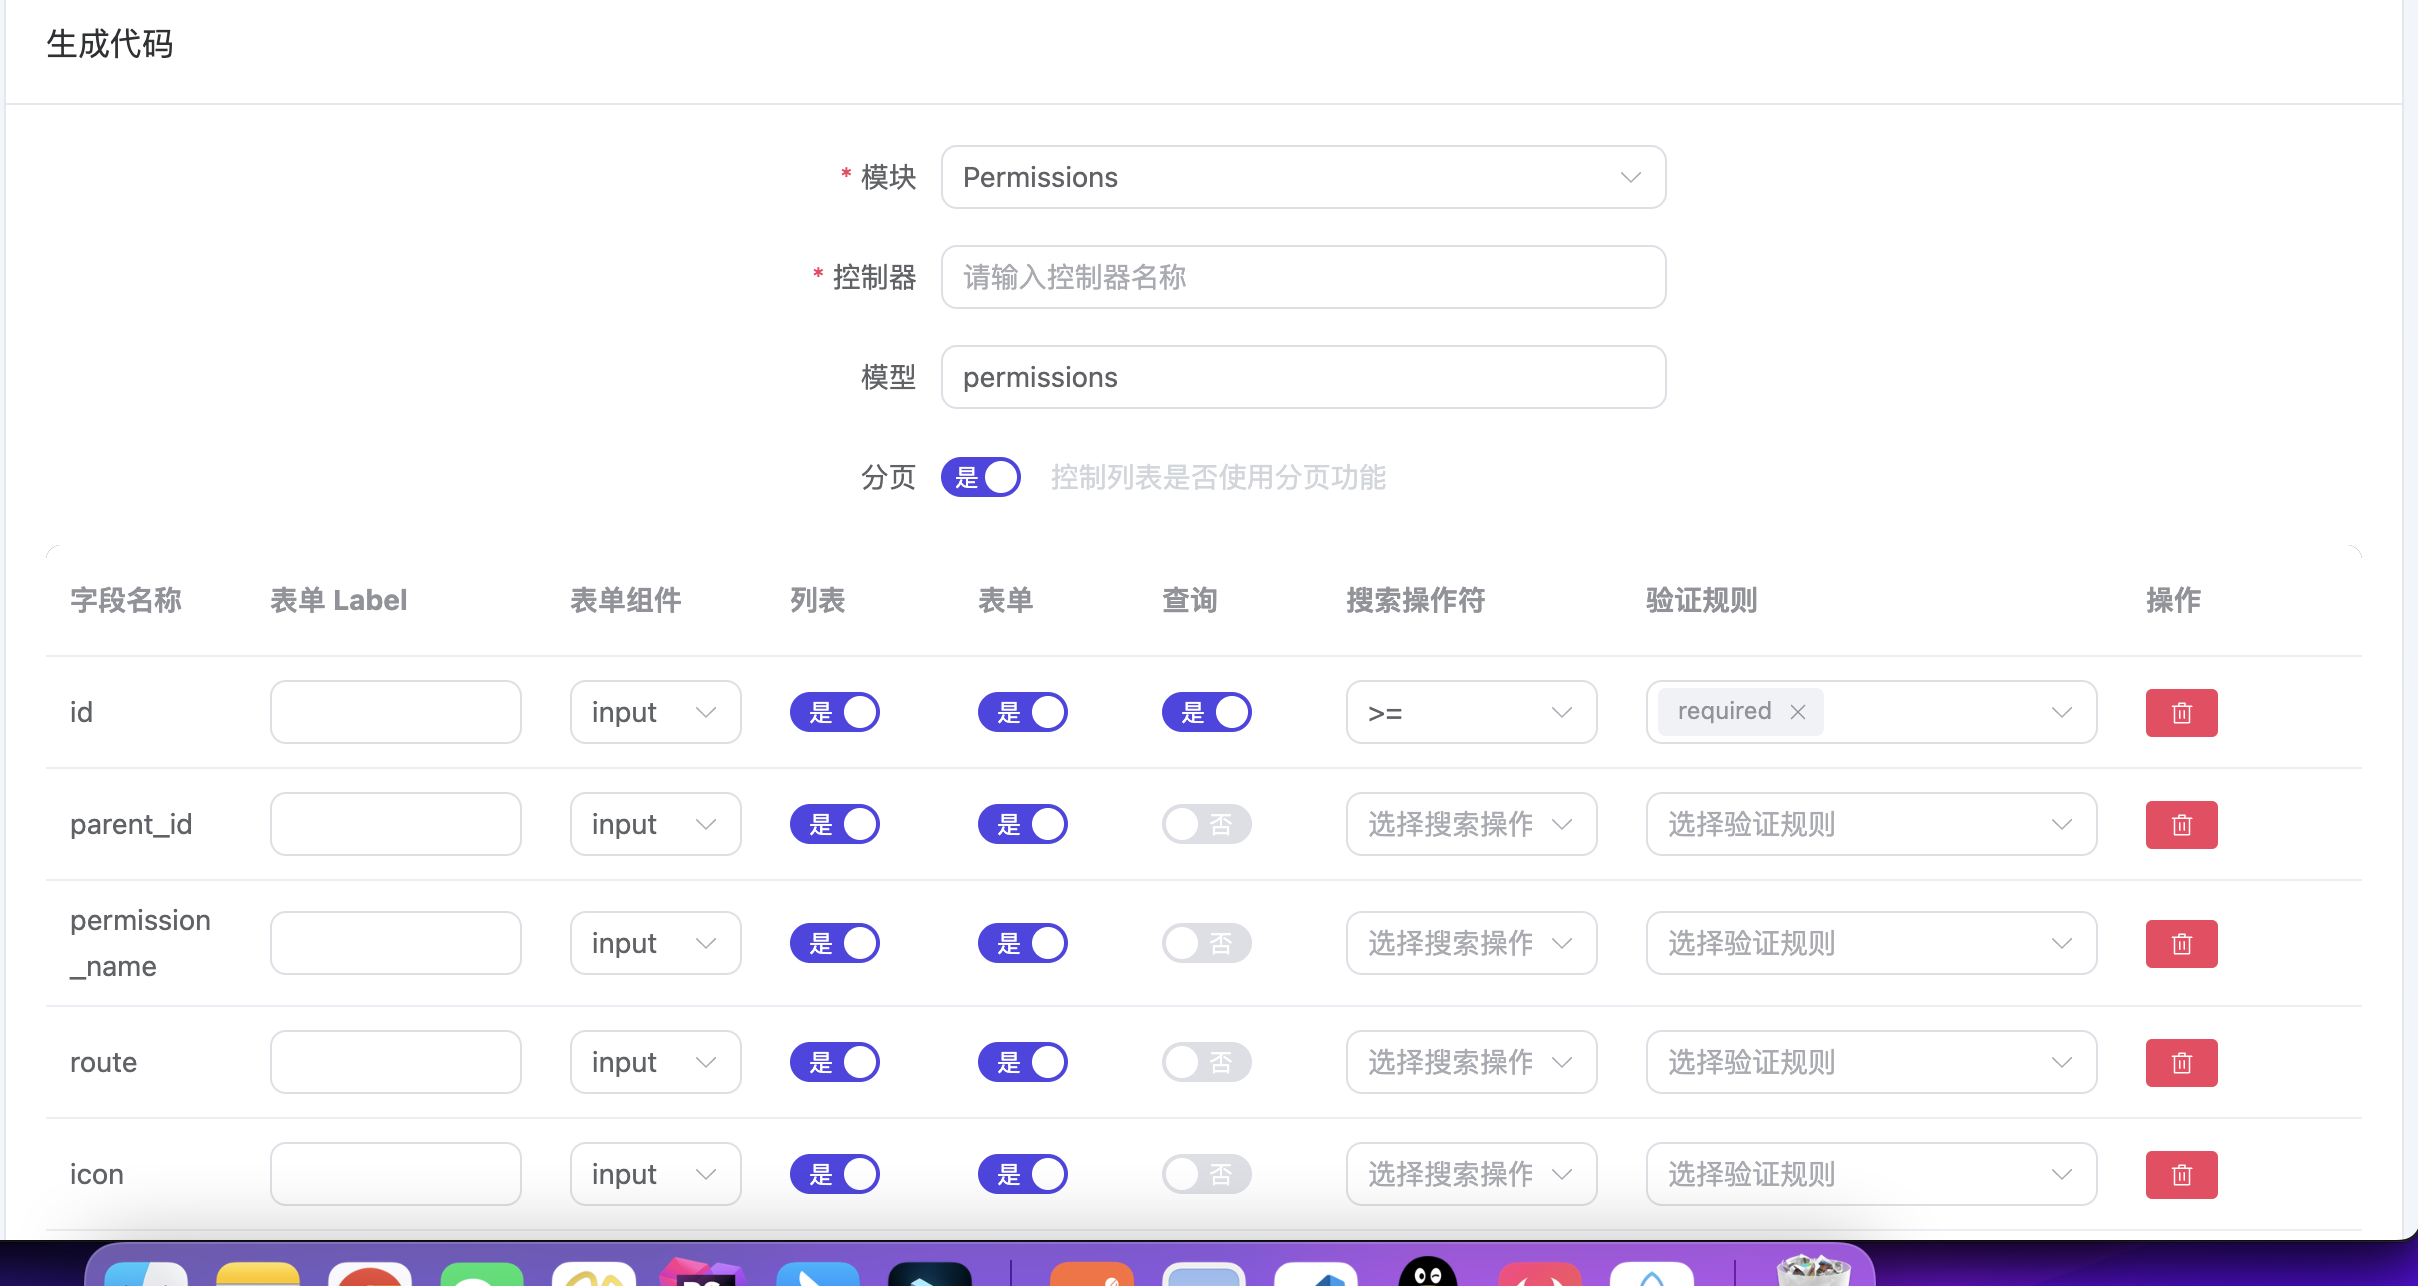 生成代码
* 模块 Permissions
* 控制器 请输入控制器名称
模型 permissions
分页 是 控制列表是否使用分页功能
字段名称 表单 Label 表单组件 列表 表单 查询 搜索操作符 验证规则 操作
id input 是 是 是 >= required
parent_id input 是 是 否 选择搜索操作 选择验证规则
permission
_name input 是 是 否 选择搜索操作 选择验证规则
route input 是 是 否 选择搜索操作 选择验证规则
icon input 是 是 否 选择搜索操作 选择验证规则